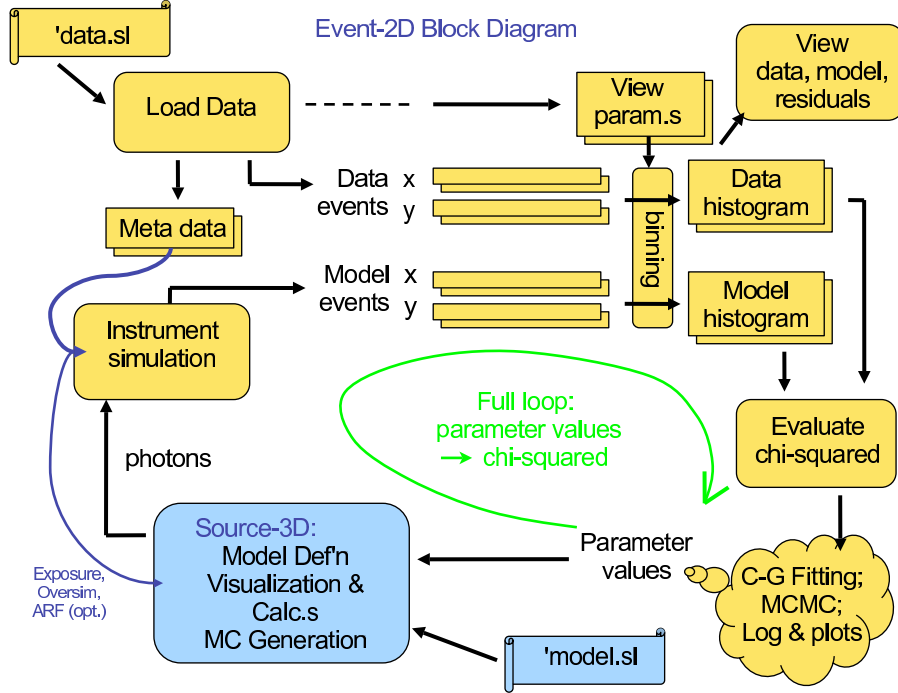 'data.sl
Event-2D Block Diagram
View
data, model,
residuals
Load Data
View
param.s
Data x
events y
binning
Data
histogram
Meta data
Model x
events y
Model
histogram
Instrument
simulation
Full loop:
parameter values
chi-squared
Evaluate
chi-squared
photons
Source-3D:
Model Def'n
Visualization &
Calc.s
MC Generation
Parameter
values
C-G Fitting;
MCMC;
Log & plots
Exposure,
Oversim,
ARF (opt.)
'model.sl